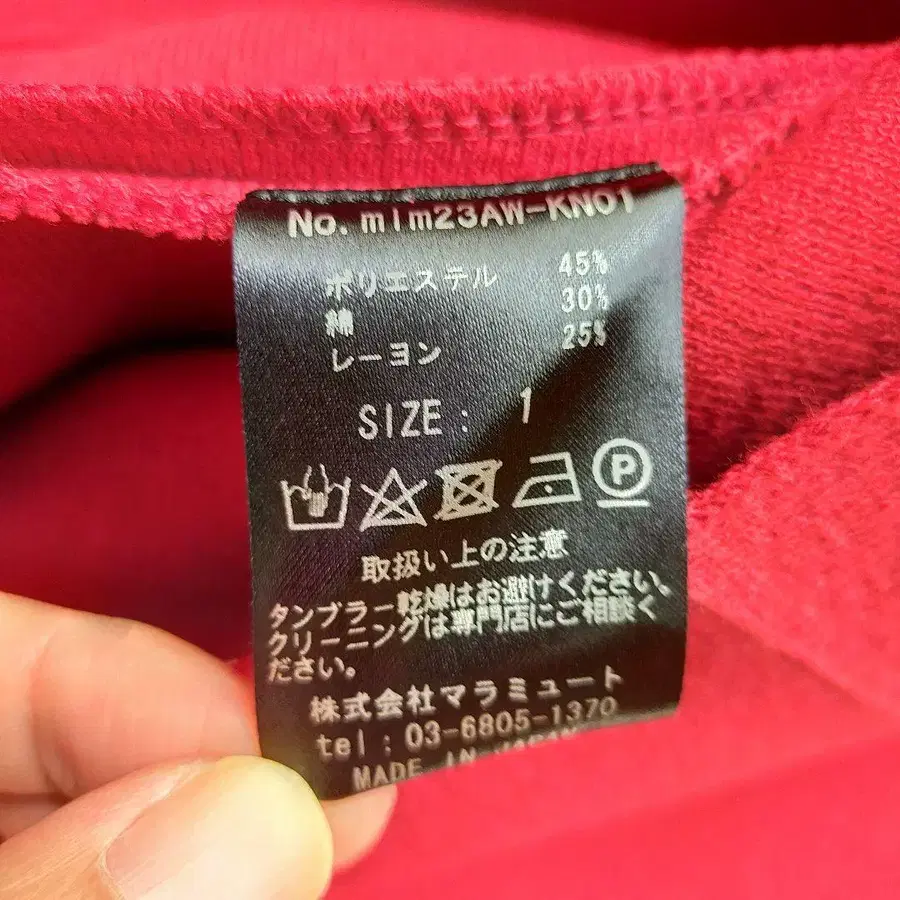 No. mlm23AW-KN01
ポリエステル 45%
綿 30%
レーヨン 25%
SIZE : 1
P
取扱い上の注意
タンブラー乾燥はお避けください。
クリーニングは専門店にご相談く
ださい。
株式会社マラミュート
tel : 03-6805-1370
MADE IN JAPAN